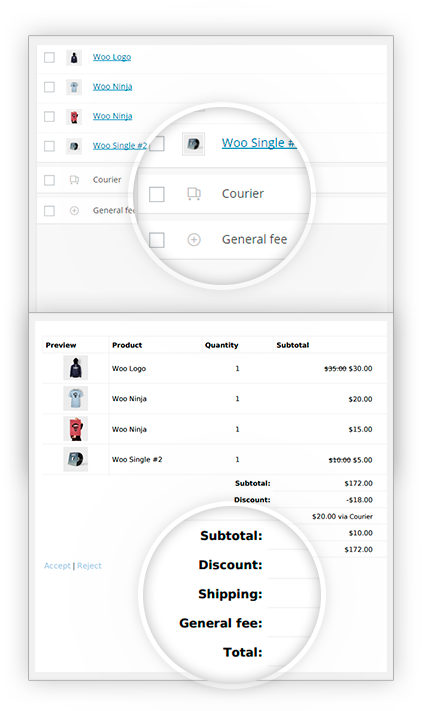 Woo Logo
Woo Ninja
Woo Ninja
Woo Single #2
Woo Single #
Courier
Courier
General fee
General fee
Preview Product Quantity Subtotal
Woo Logo 1 $35.00 $30.00
Woo Ninja 1 $20.00
Woo Ninja 1 $15.00
Woo Single #2 1 $10.00 $5.00
Subtotal: $172.00
Discount: -$18.00
$20.00 via Courier
$10.00
$172.00
Subtotal:
Discount:
Shipping:
General fee:
Total:
Accept | Reject